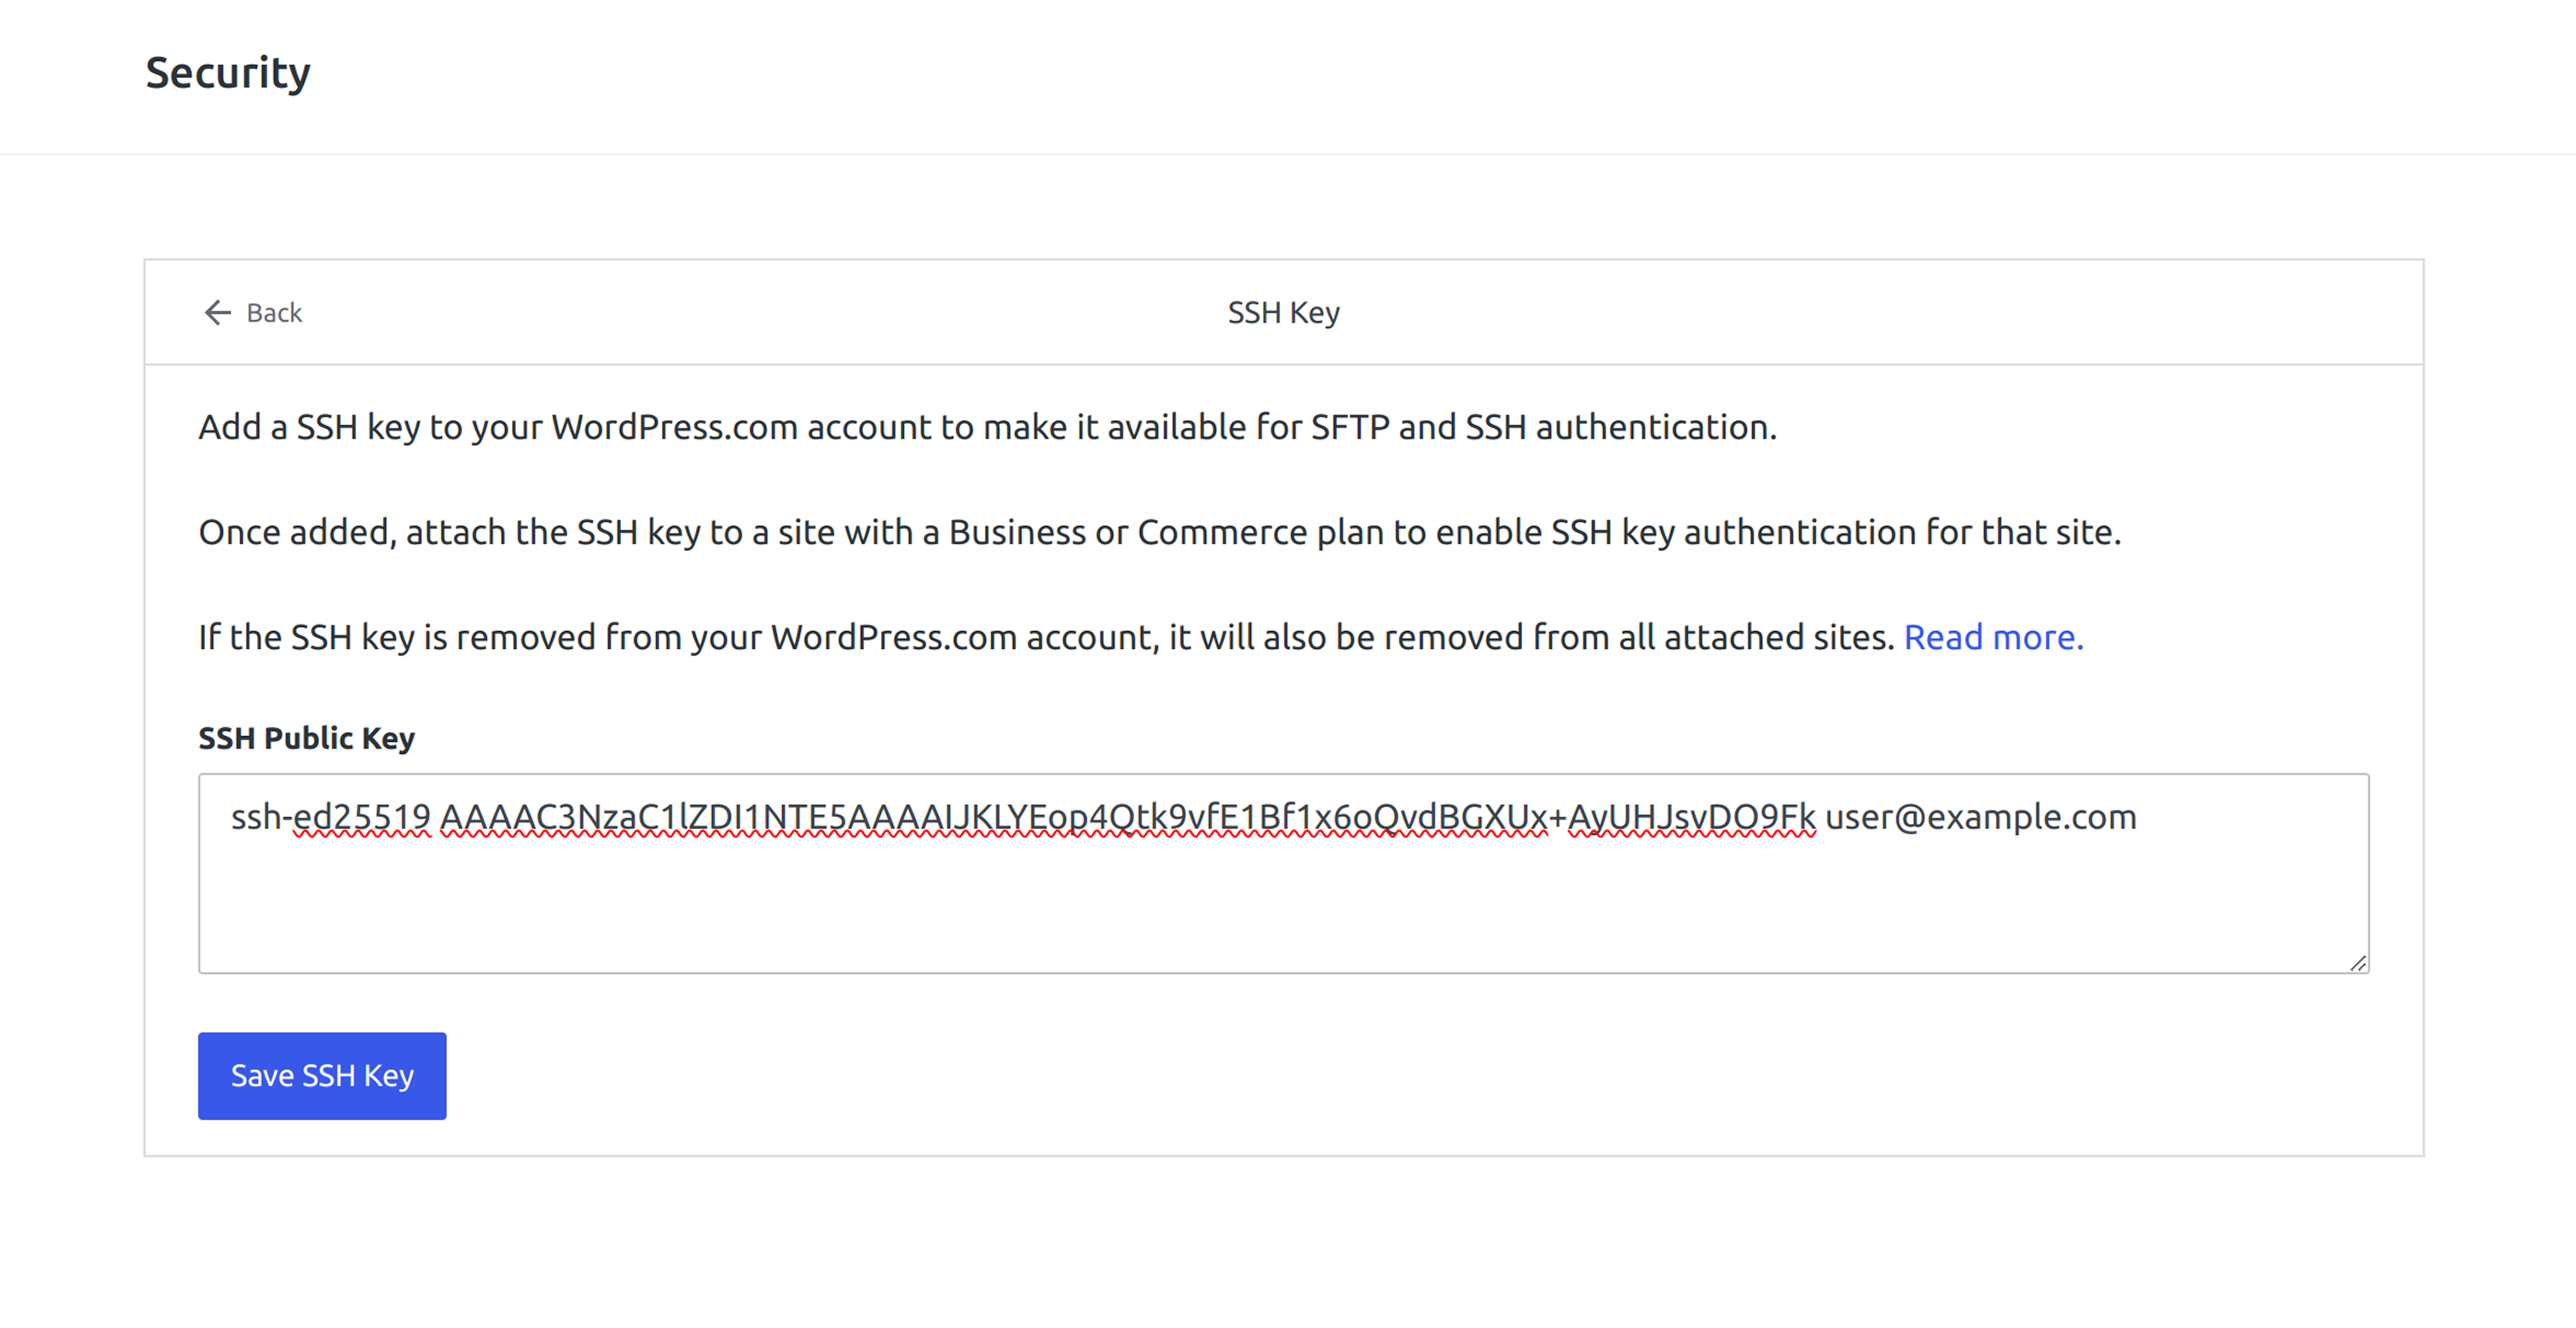 Security
Back
SSH Key
Add a SSH key to your WordPress.com account to make it available for SFTP and SSH authentication.
Once added, attach the SSH key to a site with a Business or Commerce plan to enable SSH key authentication for that site.
If the SSH key is removed from your WordPress.com account, it will also be removed from all attached sites. Read more.
SSH Public Key
ssh-ed25519 AAAAC3NzaC1lZDI1NTE5AAAAIJKLYEop4Qtk9vfE1Bf1x6oQvdBGXUx+AyUHJsvDO9Fk user@example.com
Save SSH Key